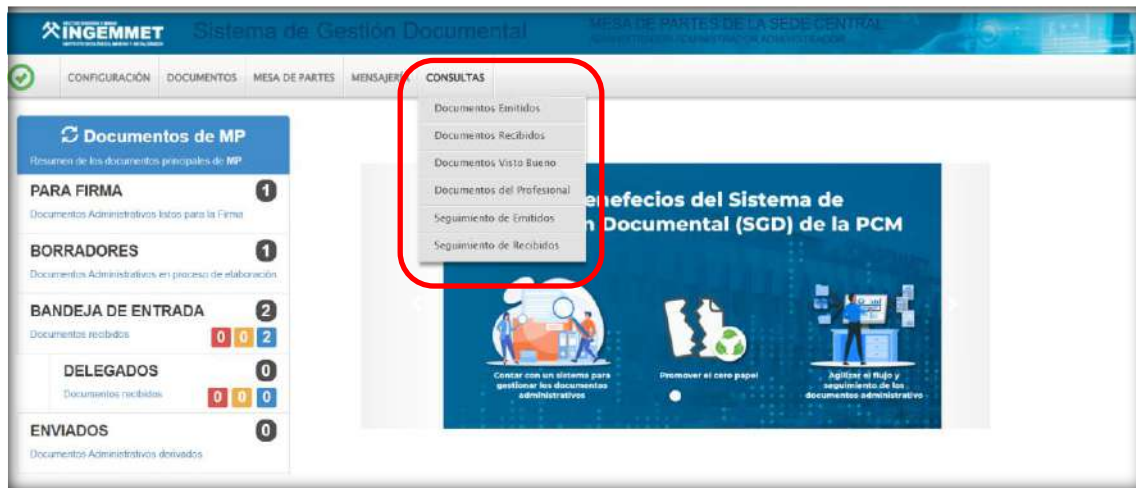 INGEMMET
Sistema de Gestión Documental
MESA DE PARTES DE LA SEDE CENTRAL
CONFIGURACIÓN
DOCUMENTOS
MESA DE PARTES
MENSAJERÍA
CONSULTAS
Documentos Emitidos
Documentos Recibidos
Documentos Visto Bueno
Documentos del Profesional
Seguimiento de Emitidos
Seguimiento de Recibidos
Documentos de MP
Resumen de los documentos principales de MP
PARA FIRMA 1
Documentos Administrativos listos para la Firma
BORRADORES 1
Documentos Administrativos en proceso de elaboración
BANDEJA DE ENTRADA 2
Documentos recibidos 0 0 2
DELEGADOS 0
Documentos recibidos 0 0 0
ENVIADOS 0
Documentos Administrativos derivados
enefecios del Sistema de
n Documental (SGD) de la PCM
Contar con un sistema para
gestionar los documentos
administrativos
Promover el cero papel
Agilizar el flujo y
seguimiento de los
documentos administrativo